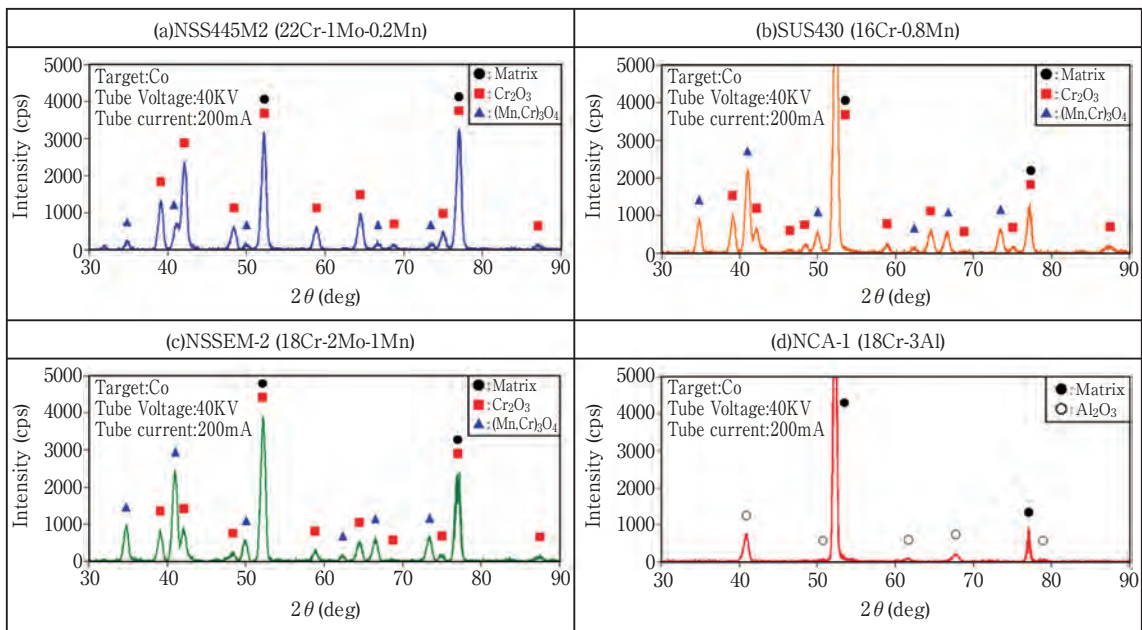 (a)NSS445M2 (22Cr-1Mo-0.2Mn)
Intensity (cps)
5000
4000
3000
2000
1000
0
Target:Co
Tube Voltage:40KV
Tube current:200mA
●:Matrix
■:Cr₂O₃
▲:(Mn,Cr)₃O₄
30 40 50 60 70 80 90
2θ (deg)
(b)SUS430 (16Cr-0.8Mn)
Intensity (cps)
5000
4000
3000
2000
1000
0
Target:Co
Tube Voltage:40KV
Tube current:200mA
●:Matrix
■:Cr₂O₃
▲:(Mn,Cr)₃O₄
30 40 50 60 70 80 90
2θ (deg)
(c)NSSEM-2 (18Cr-2Mo-1Mn)
Intensity (cps)
5000
4000
3000
2000
1000
0
Target:Co
Tube Voltage:40KV
Tube current:200mA
●:Matrix
■:Cr₂O₃
▲:(Mn,Cr)₃O₄
30 40 50 60 70 80 90
2θ (deg)
(d)NCA-1 (18Cr-3Al)
Intensity (cps)
5000
4000
3000
2000
1000
0
Target:Co
Tube Voltage:40KV
Tube current:200mA
●:Matrix
○:Al₂O₃
30 40 50 60 70 80 90
2θ (deg)